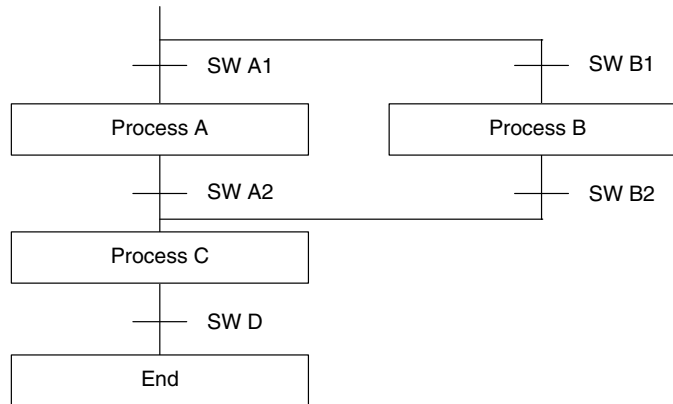 SW A1
SW B1
Process A
Process B
SW A2
SW B2
Process C
SW D
End